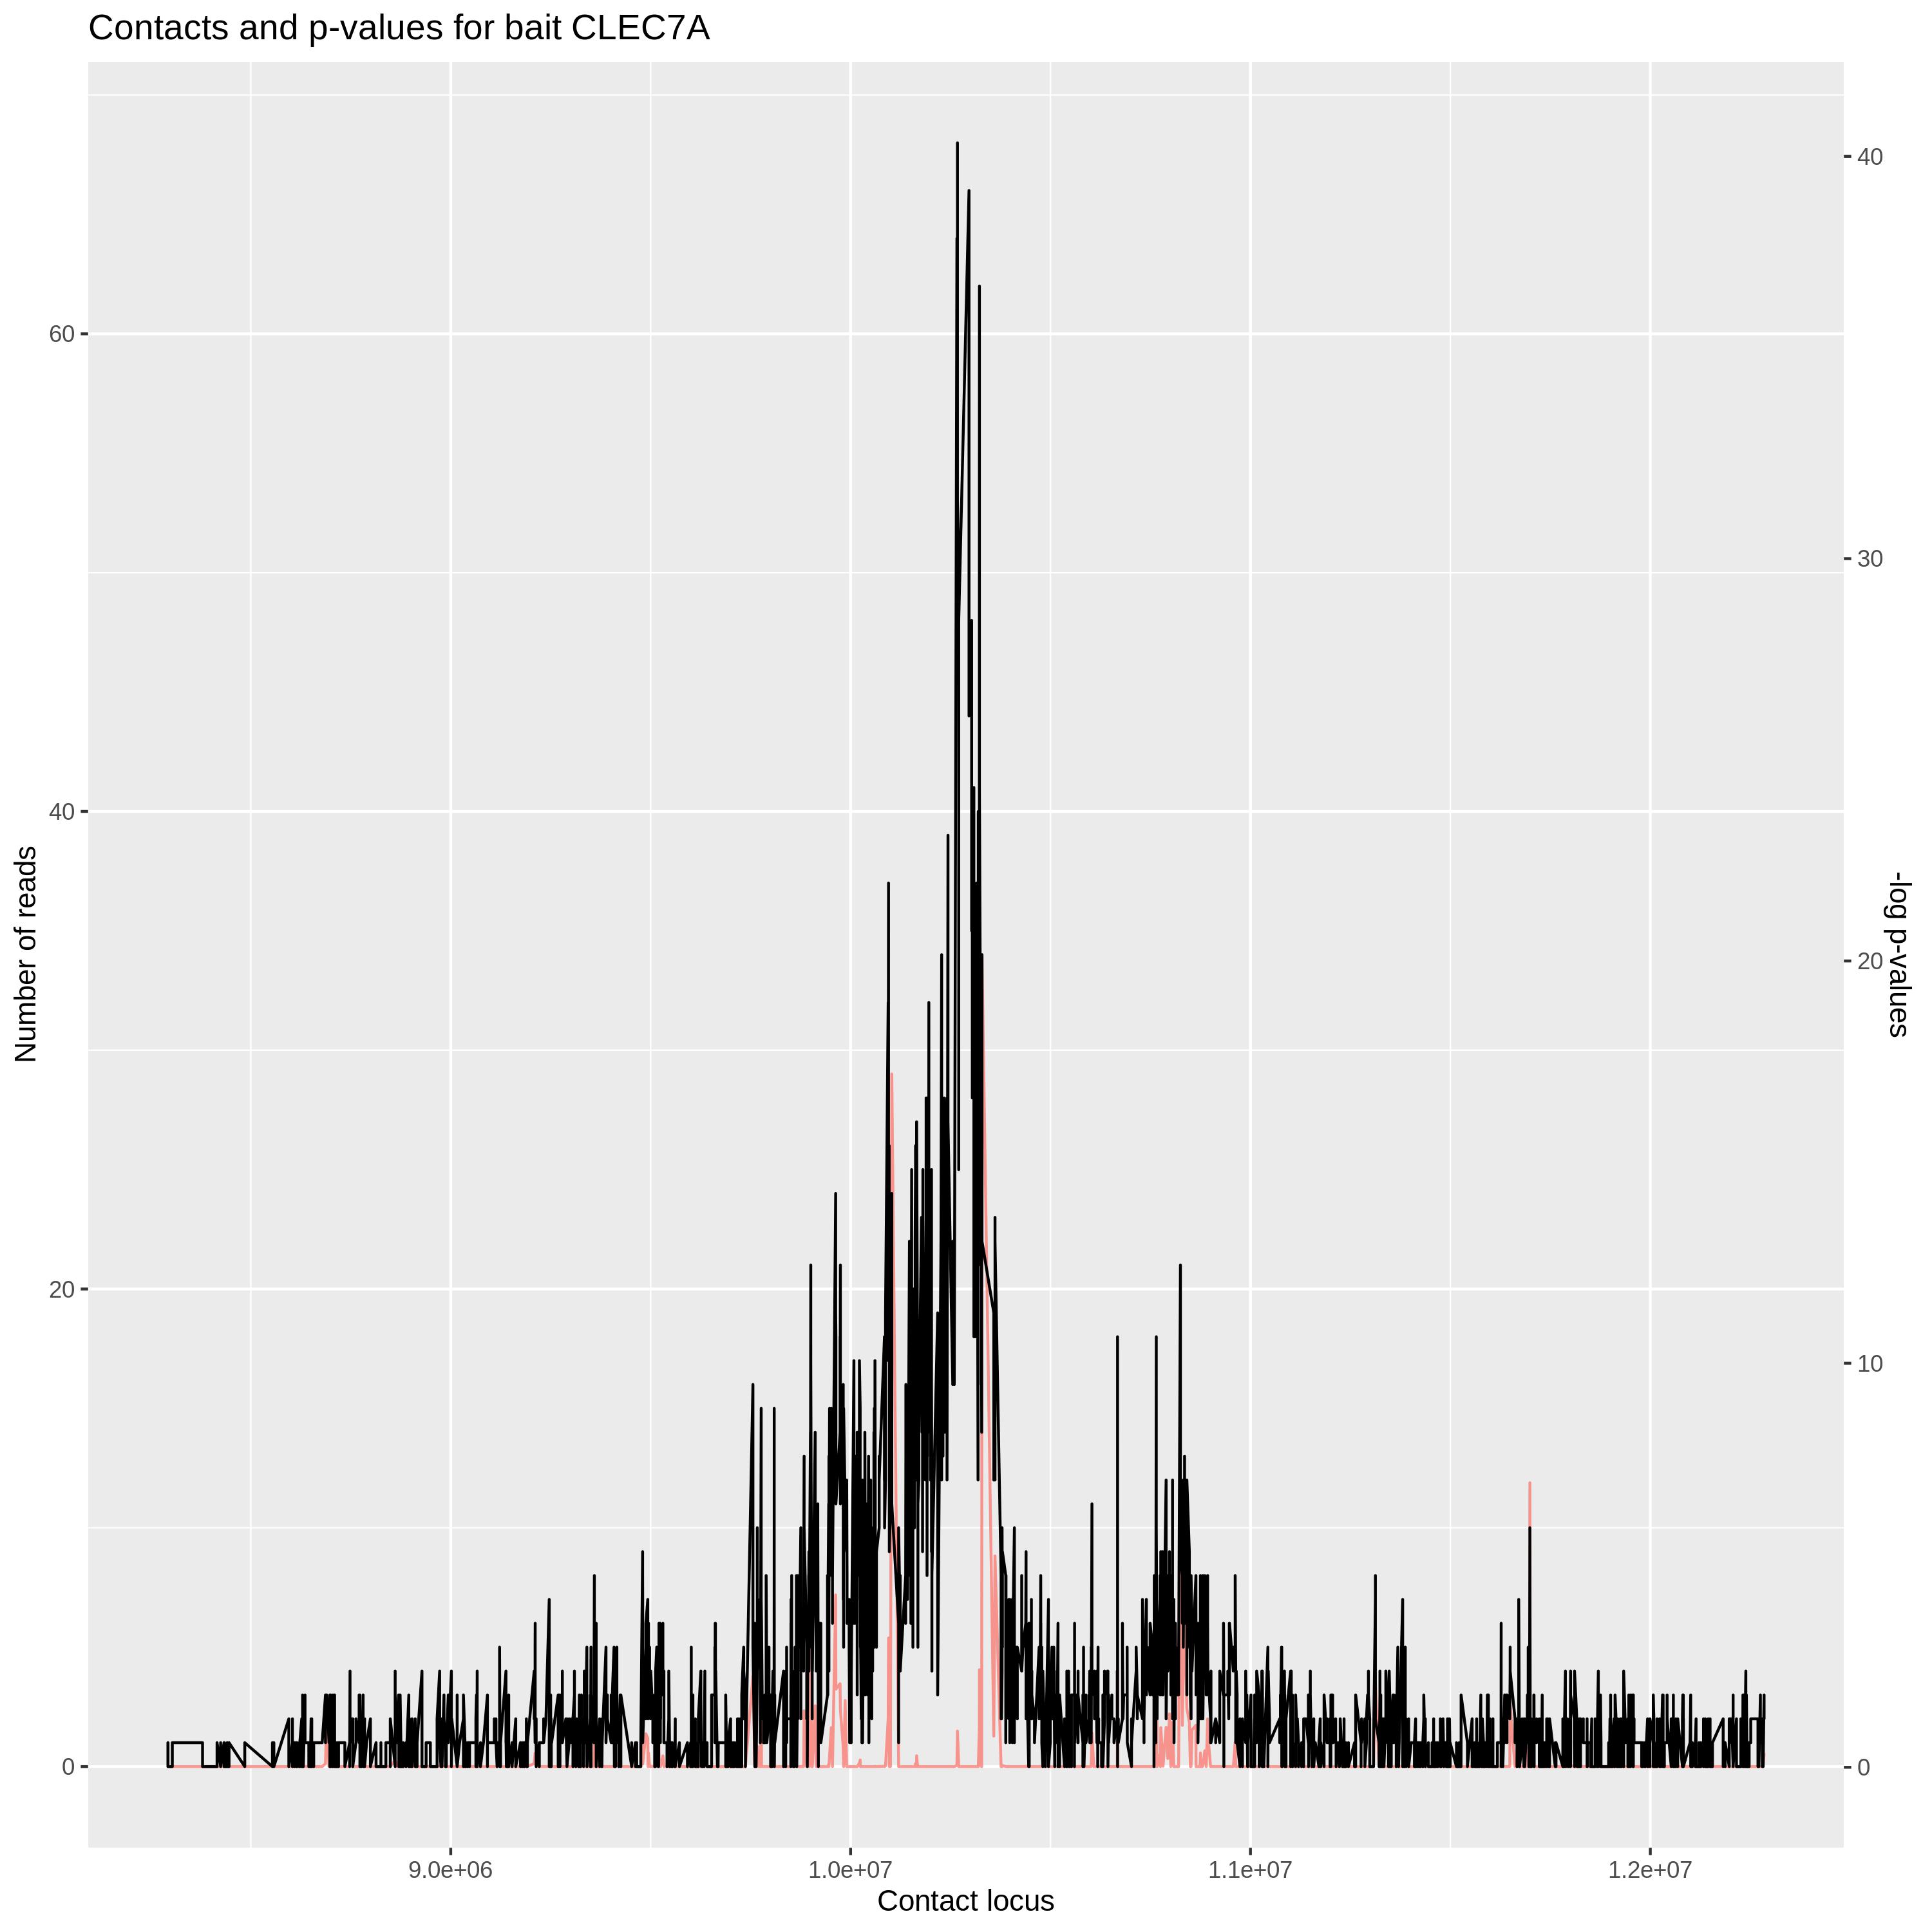 Contacts and p-values for bait CLEC7A
Number of reads
60
40
20
0
40
30
20
10
0
-log p-values
9.0e+06
1.0e+07
1.1e+07
1.2e+07
Contact locus